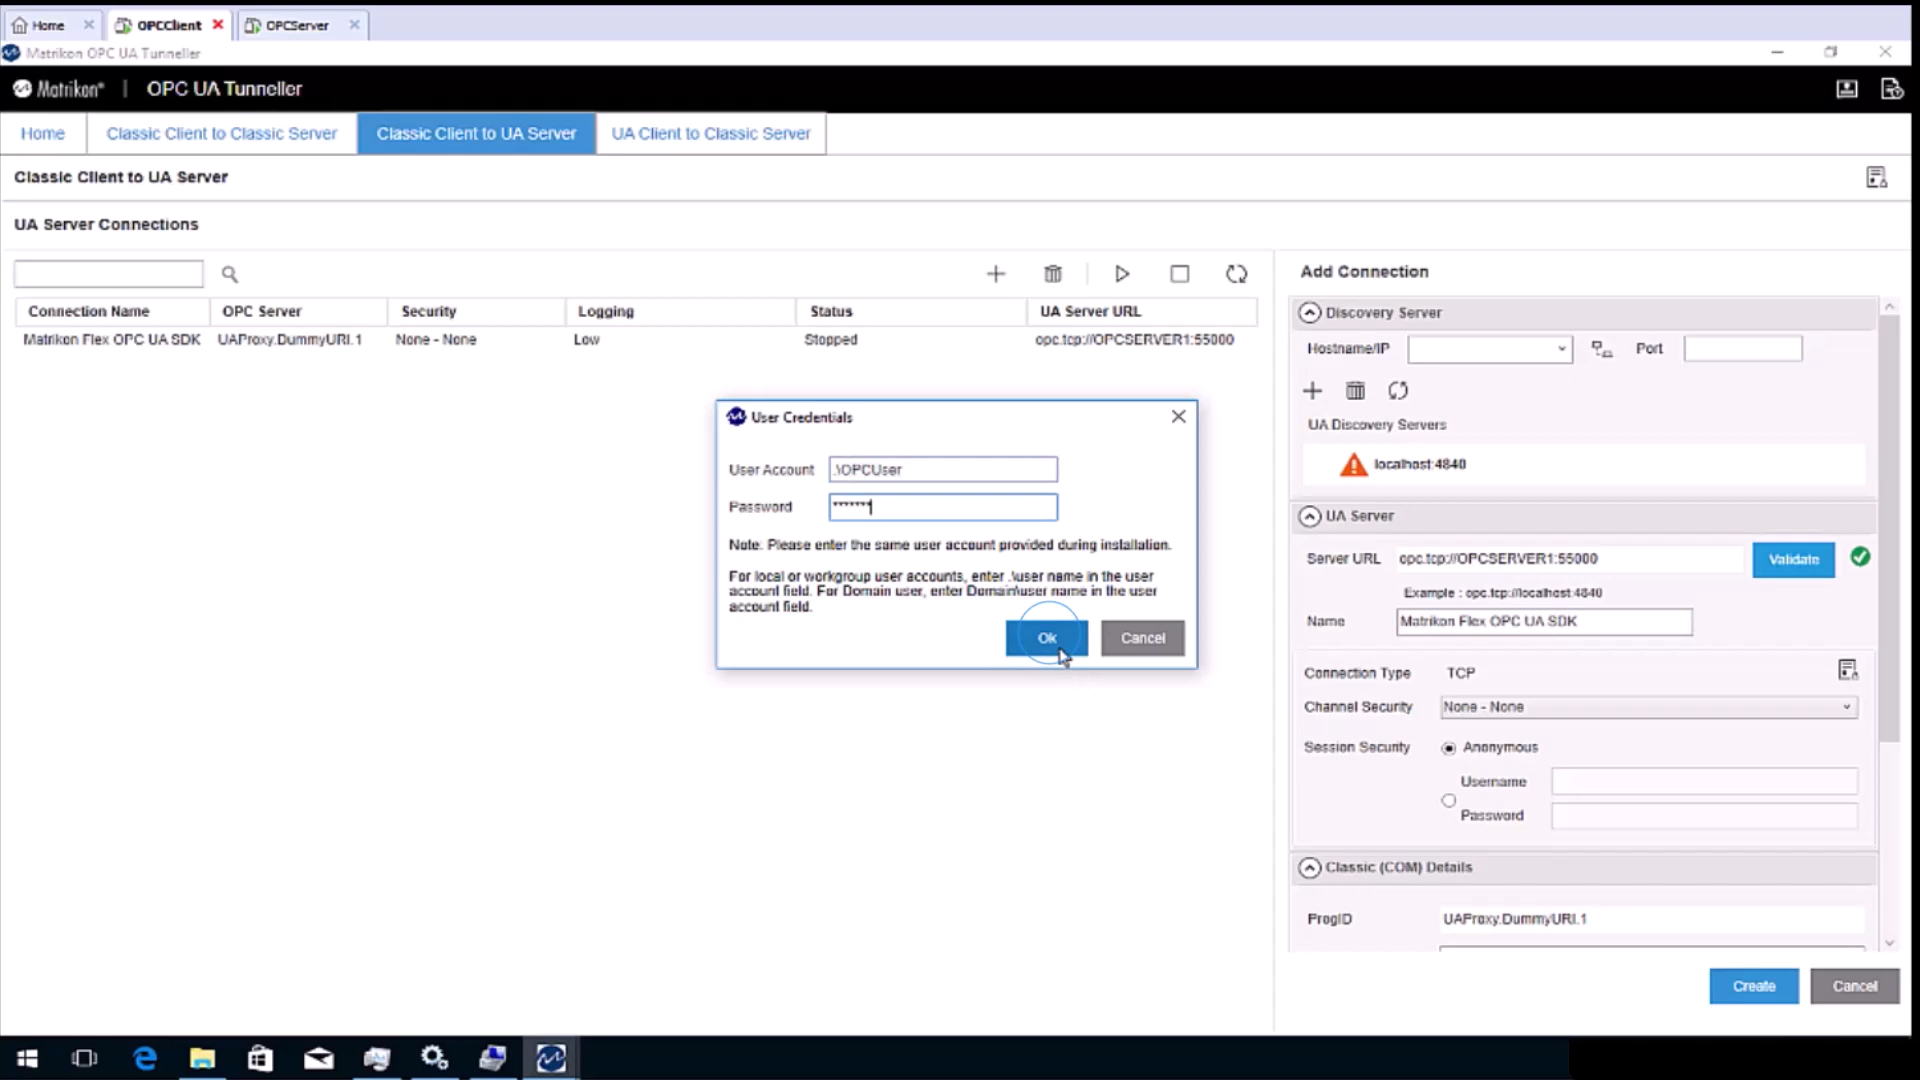 Home
OPCClient
OPCServer
Matrikon OPC UA Tunneller
Matrikon® | OPC UA Tunneller
Home
Classic Client to Classic Server
Classic Client to UA Server
UA Client to Classic Server
Classic Client to UA Server
UA Server Connections
Connection Name OPC Server Security Logging Status UA Server URL
Matrikon Flex OPC UA SDK UAProxy.DummyURI.1 None - None Low Stopped opc.tcp://OPCSERVER1:55000
User Credentials
User Account .\OPCUser
Password *******
Note: Please enter the same user account provided during installation.
For local or workgroup user accounts, enter .\user name in the user
account field. For Domain user, enter Domain\user name in the user
account field.
Ok Cancel
Add Connection
Discovery Server
Hostname/IP Port
UA Discovery Servers
localhost:4840
UA Server
Server URL opc.tcp://OPCSERVER1:55000 Validate
Example : opc.tcp://localhost:4840
Name Matrikon Flex OPC UA SDK
Connection Type TCP
Channel Security None - None
Session Security Anonymous
Username
Password
Classic (COM) Details
ProgID UAProxy.DummyURI.1
Create Cancel